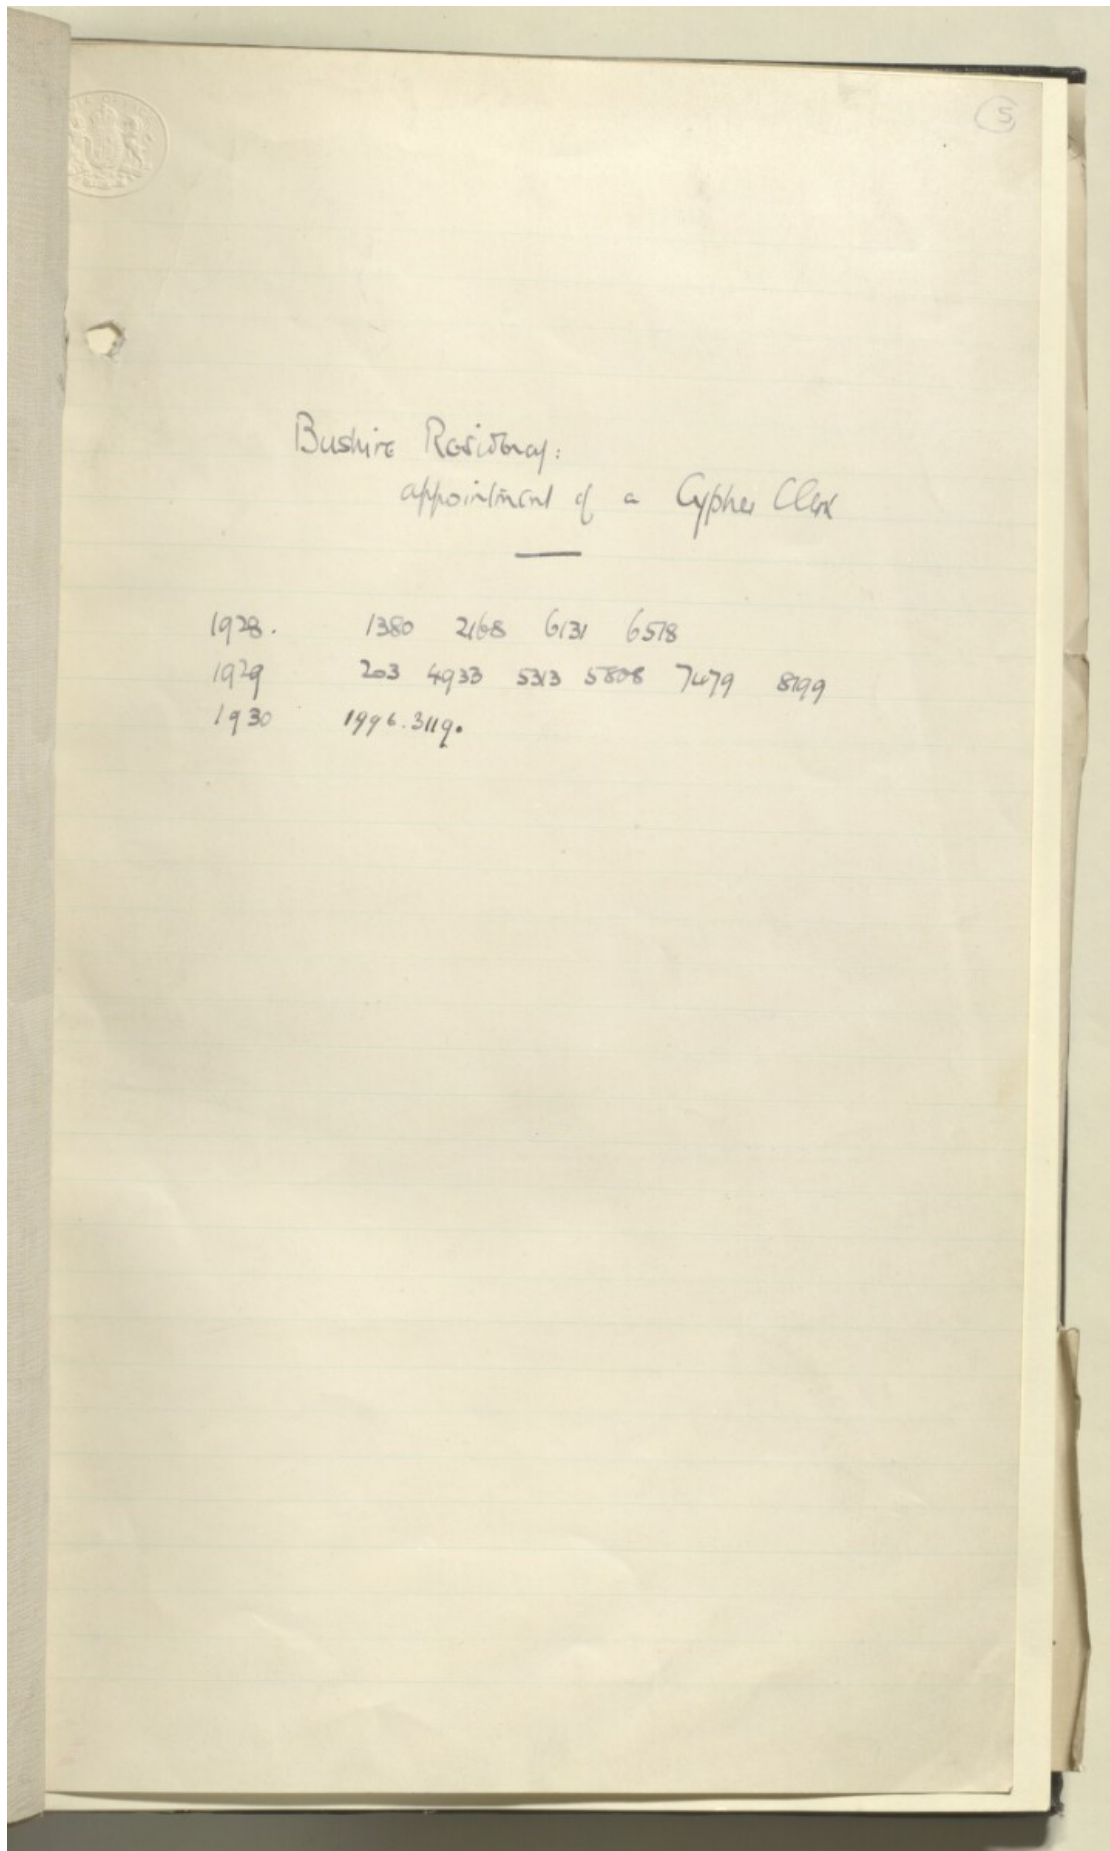 5
Bushire Residency:
appointment of a Cypher Clerk
1928. 1380 2168 6131 6518
1929 203 4933 5313 5808 7479 8199
1930 1996. 3119.